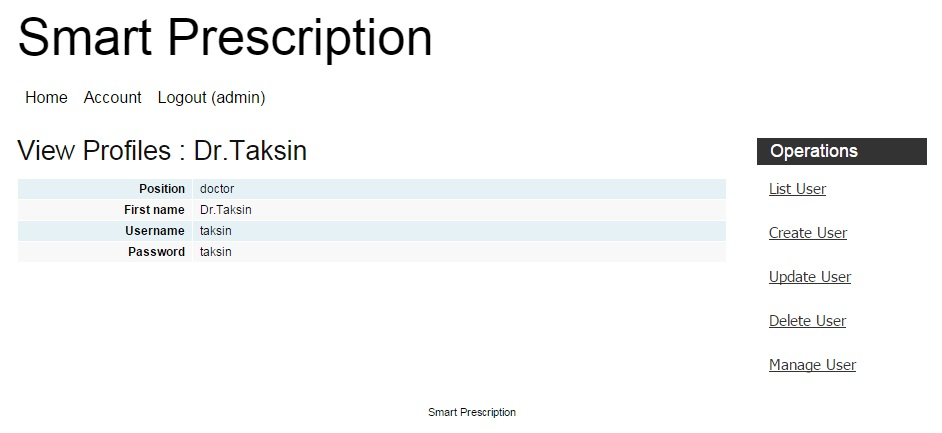 Smart Prescription
Home Account Logout (admin)
View Profiles : Dr.Taksin
Position doctor
First name Dr.Taksin
Username taksin
Password taksin
Operations
List User
Create User
Update User
Delete User
Manage User
Smart Prescription